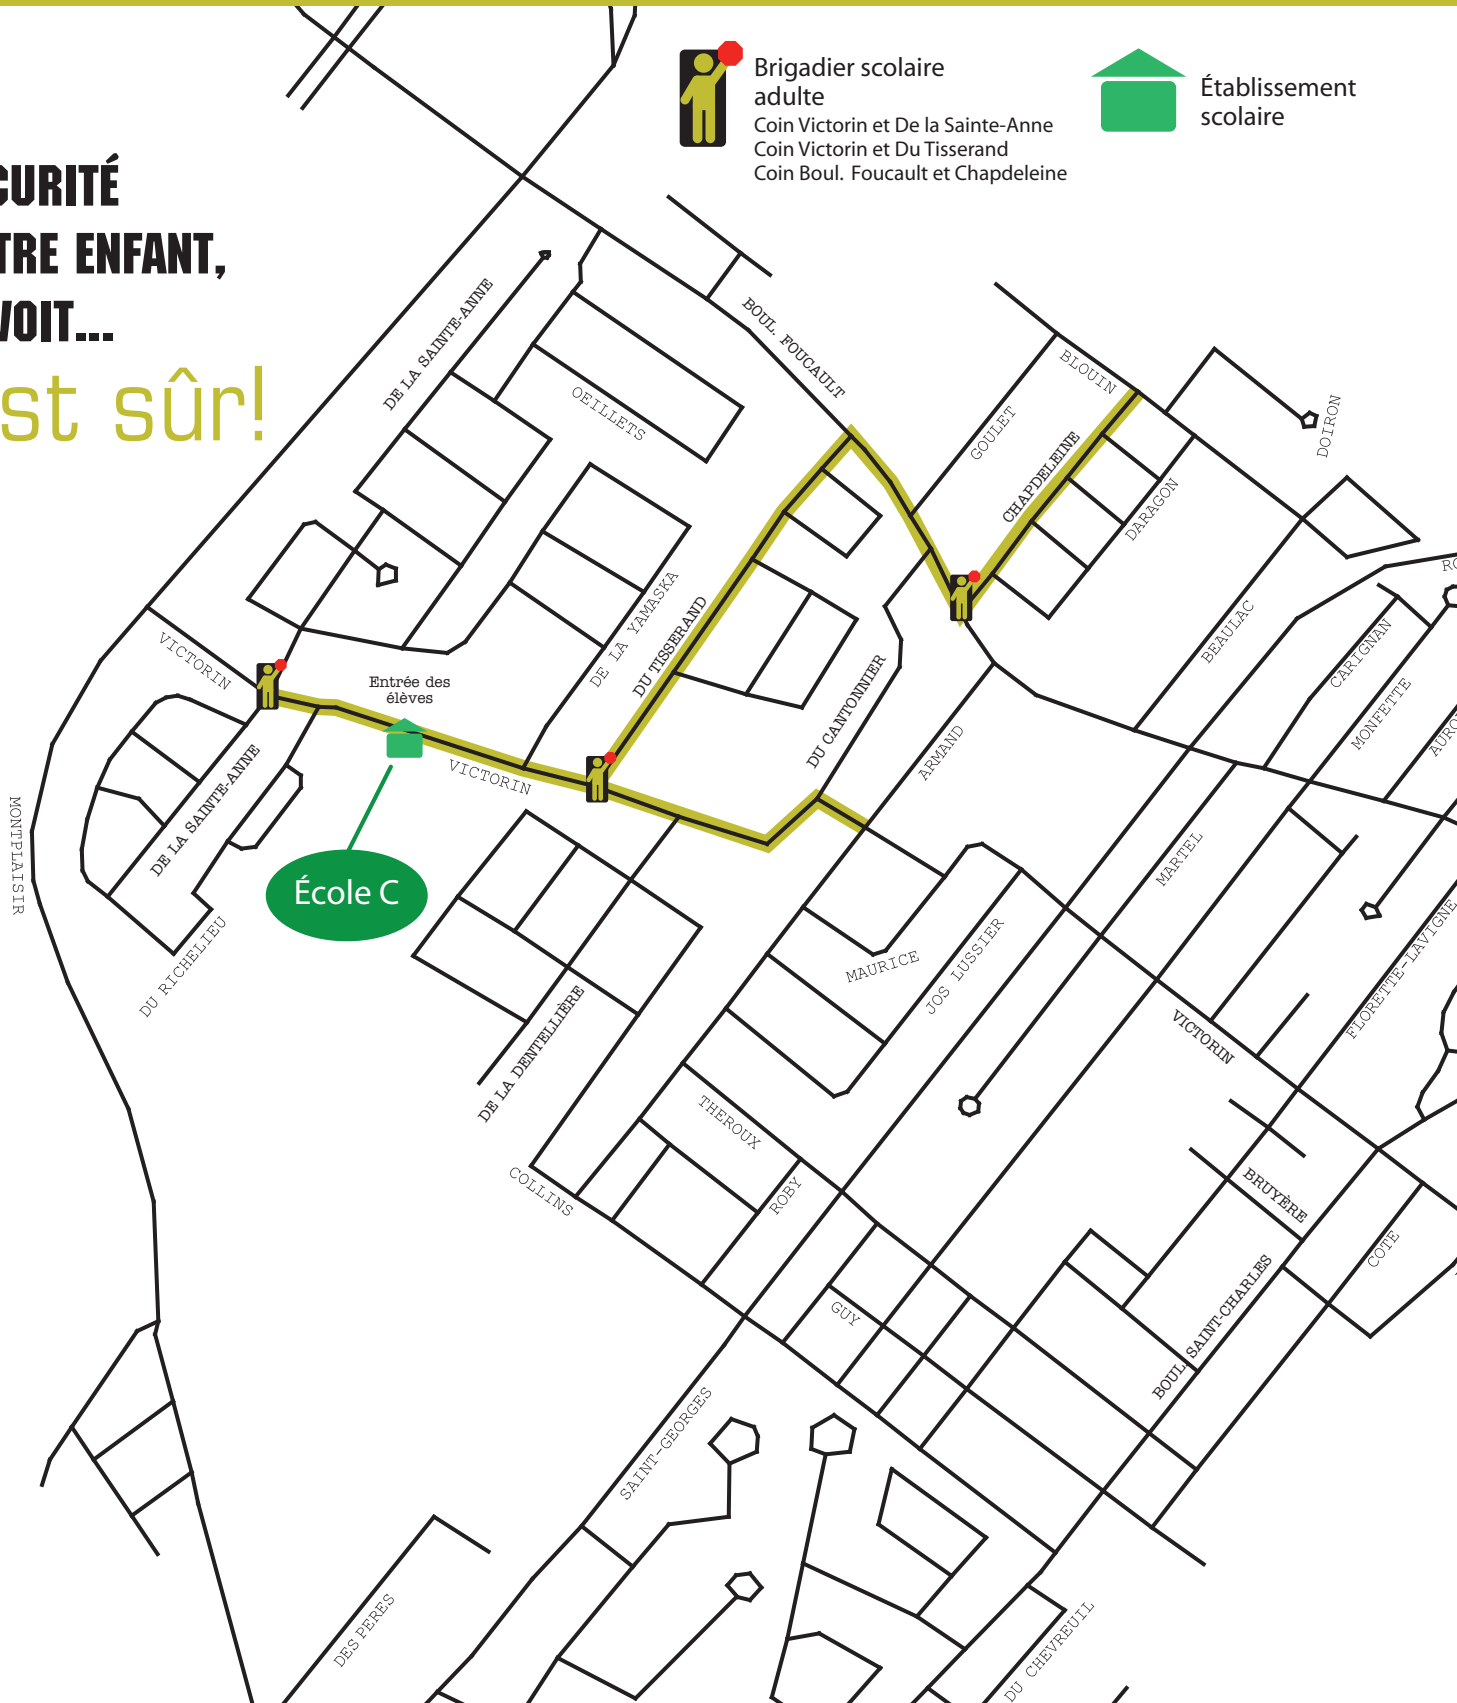 Brigadier scolaire
adulte
Coin Victorin et De la Sainte-Anne
Coin Victorin et Du Tisserand
Coin Boul. Foucault et Chapdeleine
Établissement
scolaire
CURITÉ
TRE ENFANT,
VOIT...
st sûr!
DE LA SAINTE-ANNE
BOUL. FOUCAULT
OEILLETS
BLOUIN
GOULET
DOIRON
CHAPDELEINE
DARAGON
DE LA YAMASKA
DU TISSERAND
VICTORIN
Entrée des
élèves
BEAULAC
CARIGNAN
MONFETTE
DU CANTONNIER
ARMAND
VICTORIN
DE LA SAINTE-ANNE
MONTPLAISIR
MARTEL
École C
DU RICHELIEU
MAURICE
JOS LUSSIER
FLORETTE-LAVIGNE
VICTORIN
DE LA DENTELLIÈRE
THEROUX
COLLINS
ROBY
BRUYÈRE
COTE
GUY
BOUL. SAINT-CHARLES
SAINT-GEORGES
DES PERES
DU CHEVREUIL